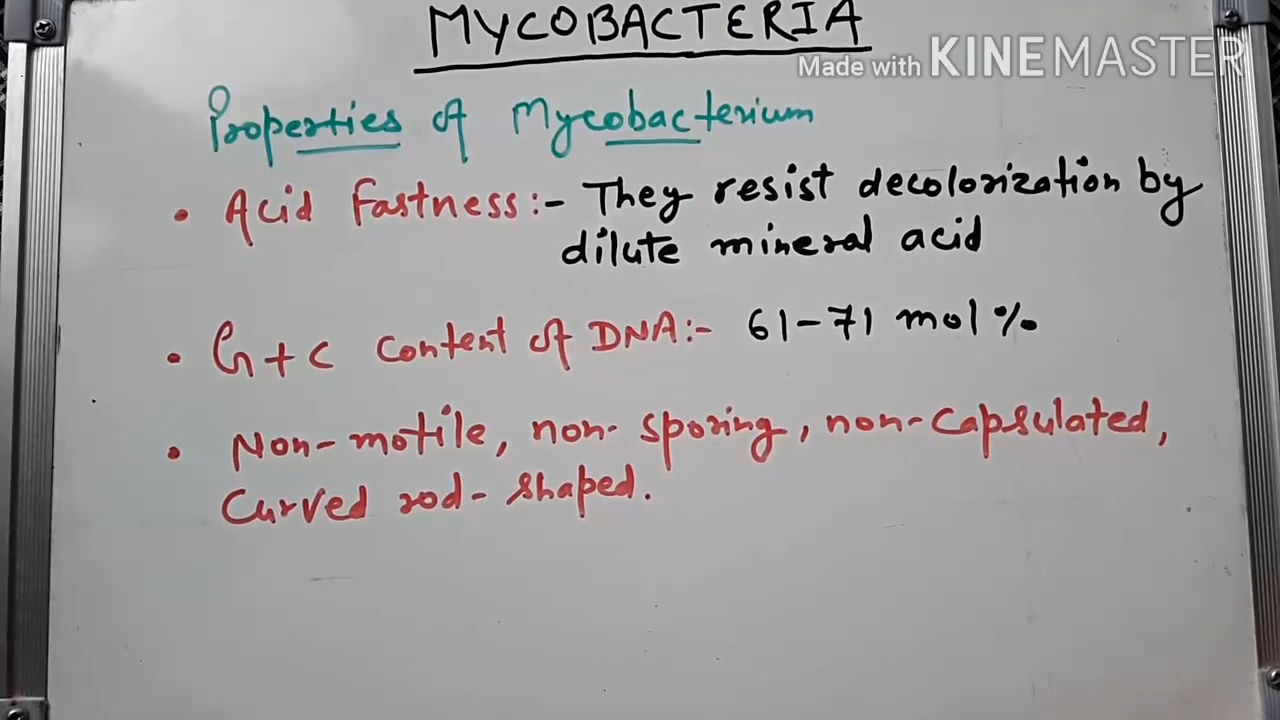 MYCOBACTERIA
Made with KINEMASTER
Properties of Mycobacterium
• Acid fastness:- They resist decolorization by
dilute mineral acid
• G+C content of DNA:- 61-71 mol%
• Non-motile, non-sporing, non-capsulated,
Curved rod-shaped.